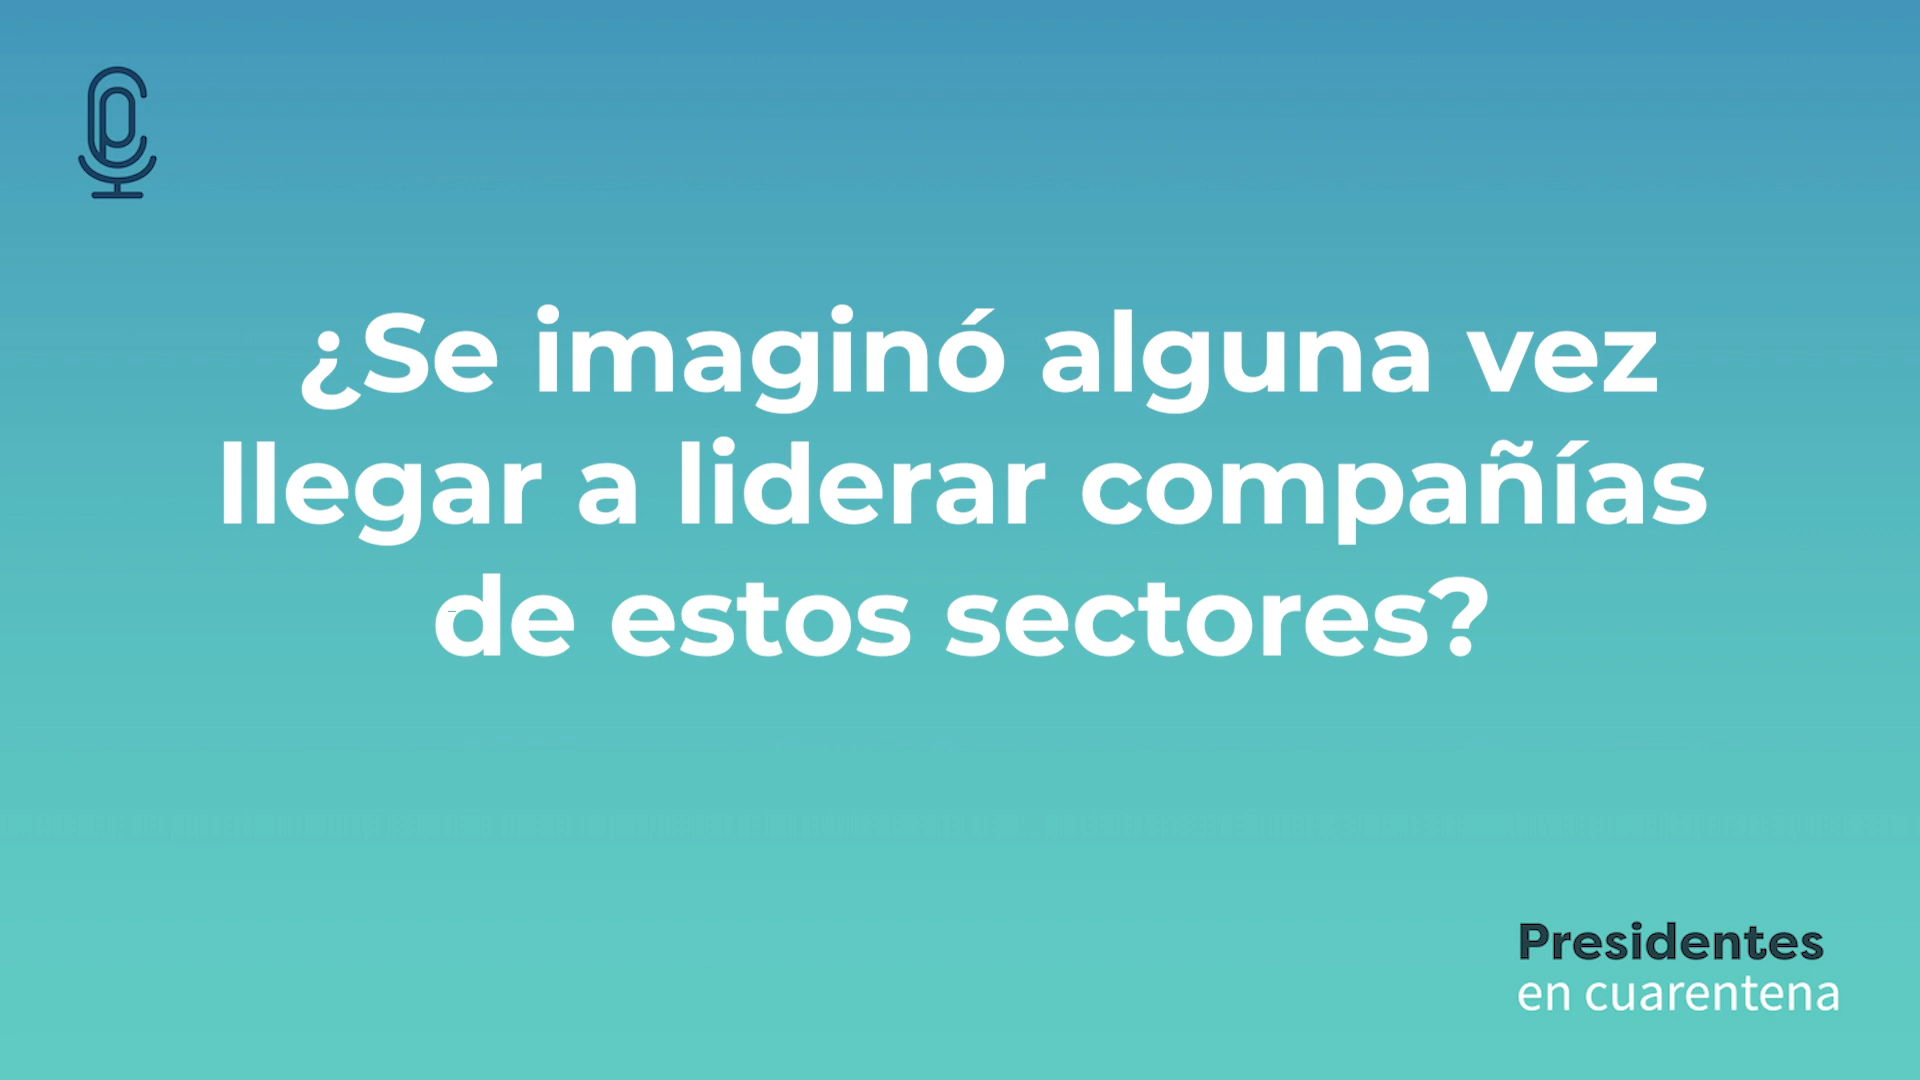 ¿Se imaginó alguna vez
llegar a liderar compañías
de estos sectores?
Presidentes
en cuarentena